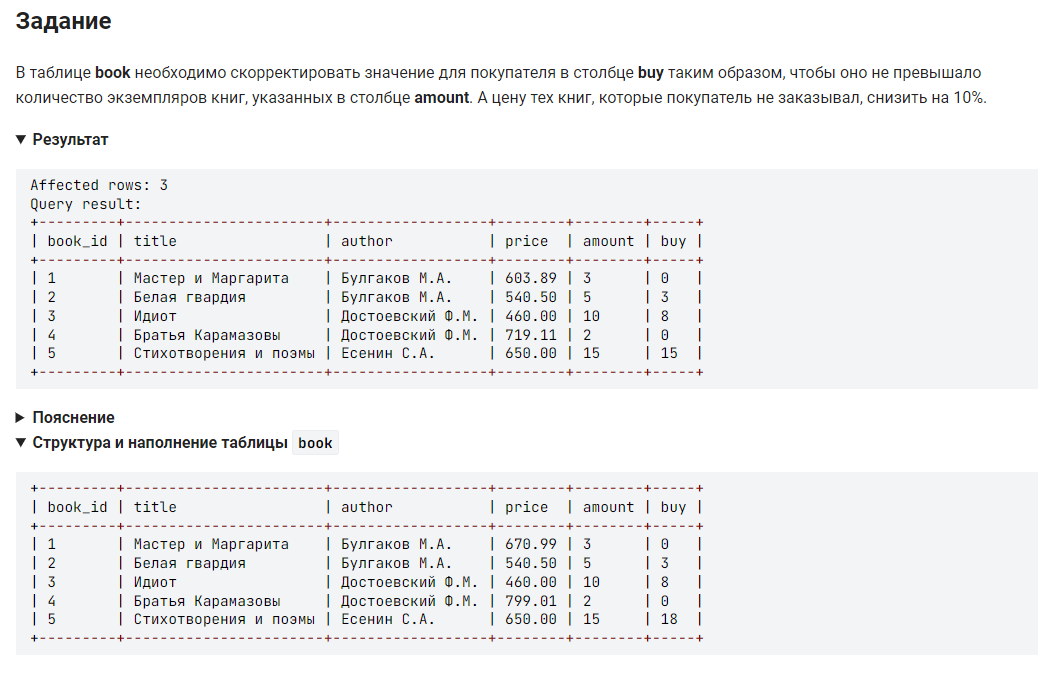 Задание
В таблице book необходимо скорректировать значение для покупателя в столбце buy таким образом, чтобы оно не превышало
количество экземпляров книг, указанных в столбце amount. А цену тех книг, которые покупатель не заказывал, снизить на 10%.
▼ Результат
Affected rows: 3
Query result:
+---------+-----------------------+------------------+--------+--------+-----+
| book_id | title                 | author           | price  | amount | buy |
+---------+-----------------------+------------------+--------+--------+-----+
| 1       | Мастер и Маргарита    | Булгаков М.А.    | 603.89 | 3      | 0   |
| 2       | Белая гвардия         | Булгаков М.А.    | 540.50 | 5      | 3   |
| 3       | Идиот                 | Достоевский Ф.М. | 460.00 | 10     | 8   |
| 4       | Братья Карамазовы     | Достоевский Ф.М. | 719.11 | 2      | 0   |
| 5       | Стихотворения и поэмы | Есенин С.А.      | 650.00 | 15     | 15  |
+---------+-----------------------+------------------+--------+--------+-----+
▶ Пояснение
▼ Структура и наполнение таблицы book
+---------+-----------------------+------------------+--------+--------+-----+
| book_id | title                 | author           | price  | amount | buy |
+---------+-----------------------+------------------+--------+--------+-----+
| 1       | Мастер и Маргарита    | Булгаков М.А.    | 670.99 | 3      | 0   |
| 2       | Белая гвардия         | Булгаков М.А.    | 540.50 | 5      | 3   |
| 3       | Идиот                 | Достоевский Ф.М. | 460.00 | 10     | 8   |
| 4       | Братья Карамазовы     | Достоевский Ф.М. | 799.01 | 2      | 0   |
| 5       | Стихотворения и поэмы | Есенин С.А.      | 650.00 | 15     | 18  |
+---------+-----------------------+------------------+--------+--------+-----+